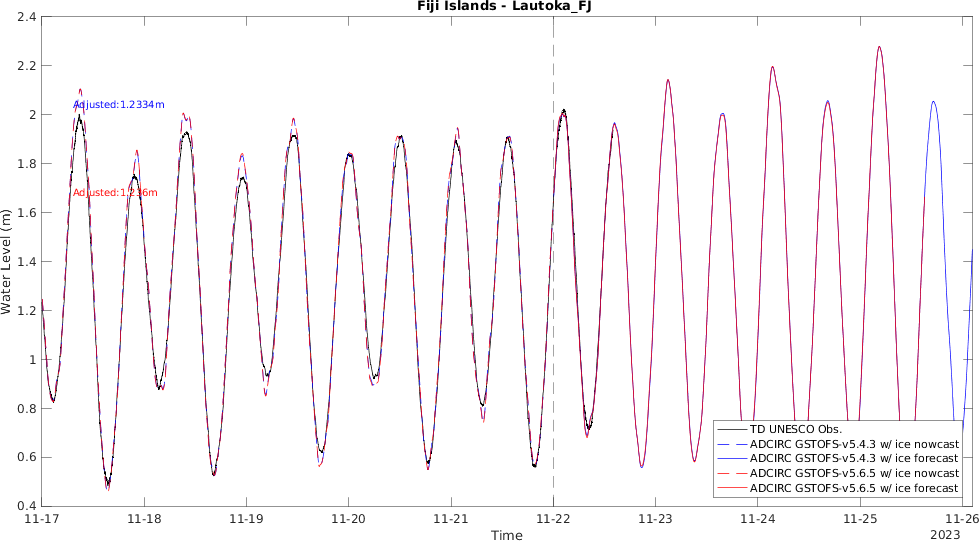 Fiji Islands - Lautoka_FJ
2.4
2.2
2
1.8
1.6
1.4
1.2
1
0.8
0.6
0.4
Water Level (m)
Adjusted:1.2334m
Adjusted:1.236m
TD UNESCO Obs.
ADCIRC GSTOFS-v5.4.3 w/ ice nowcast
ADCIRC GSTOFS-v5.4.3 w/ ice forecast
ADCIRC GSTOFS-v5.6.5 w/ ice nowcast
ADCIRC GSTOFS-v5.6.5 w/ ice forecast
11-17 11-18 11-19 11-20 11-21 11-22 11-23 11-24 11-25 11-26
2023
Time